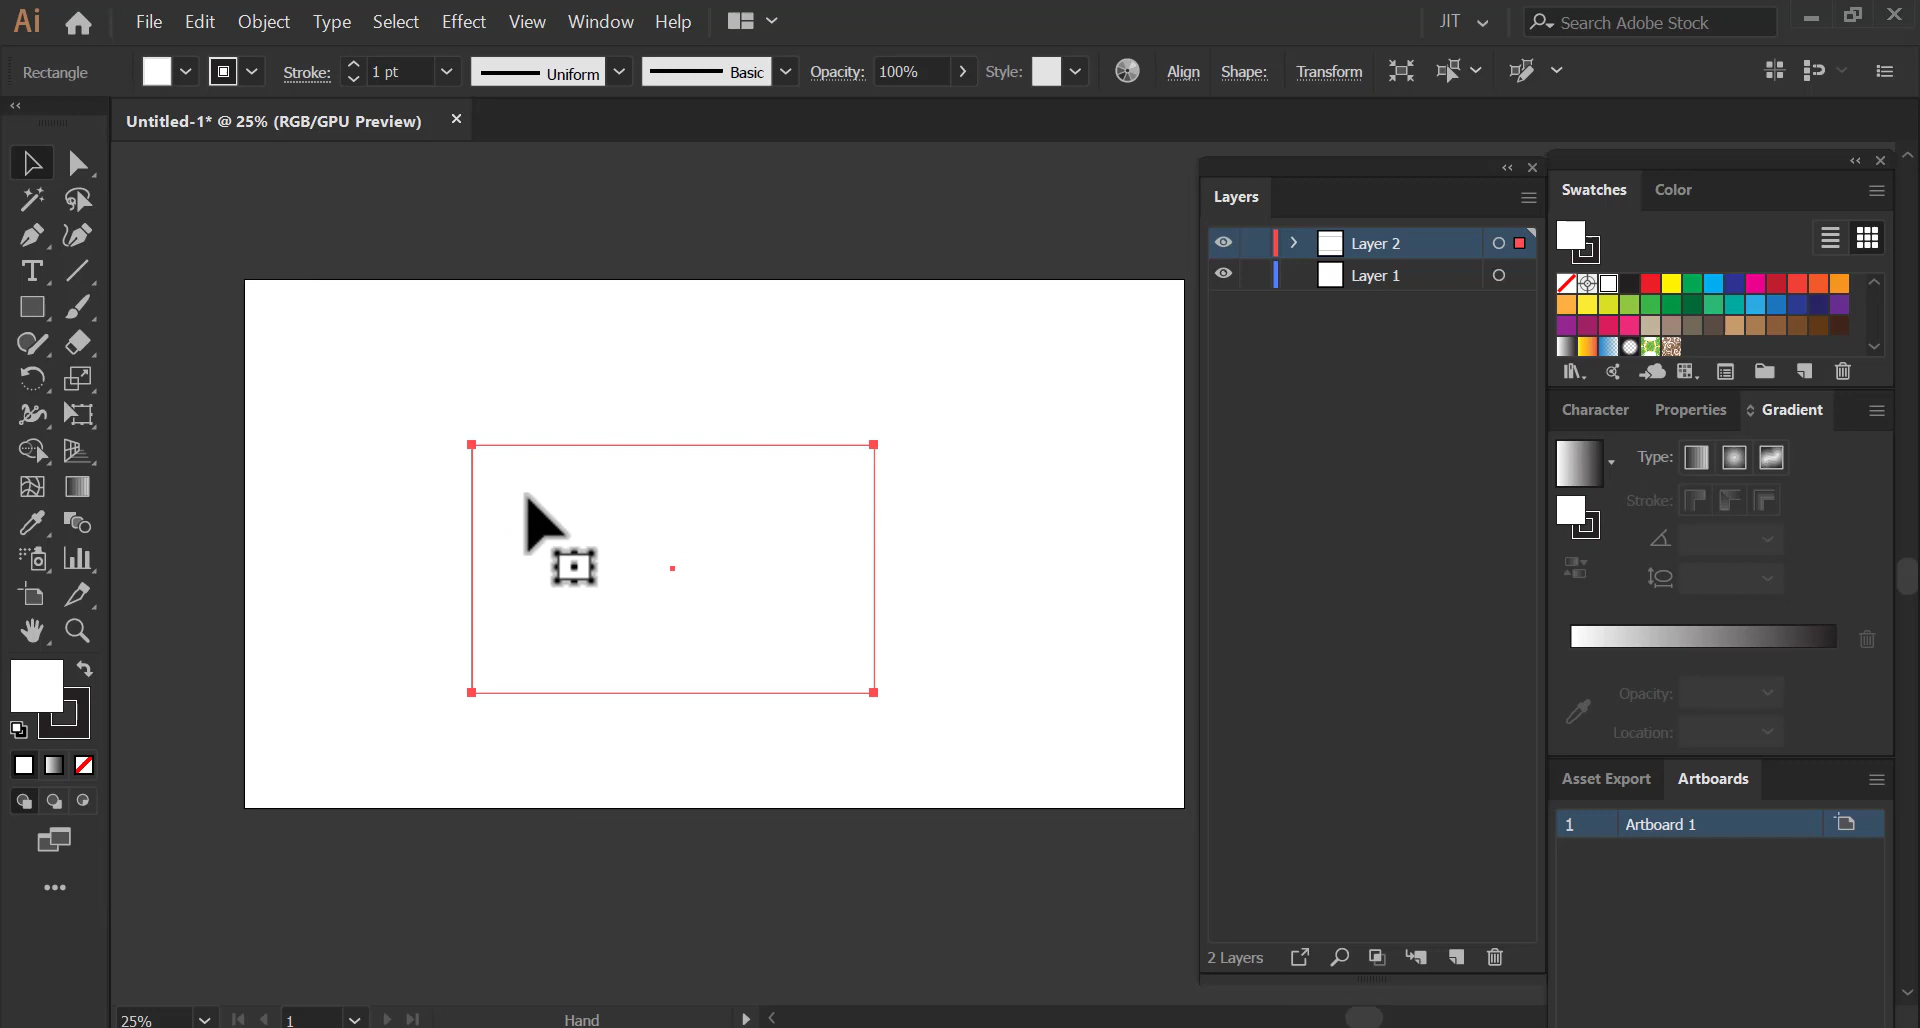 Ai File Edit Object Type Select Effect View Window Help JIT Search Adobe Stock
Rectangle Stroke: 1 pt Uniform Basic Opacity: 100% Style: Align Shape: Transform
Untitled-1* @ 25% (RGB/GPU Preview)
Layers
Layer 2
Layer 1
2 Layers
Swatches Color
Character Properties Gradient
Type:
Stroke:
Opacity:
Location:
Asset Export Artboards
1 Artboard 1
25% 1 Hand